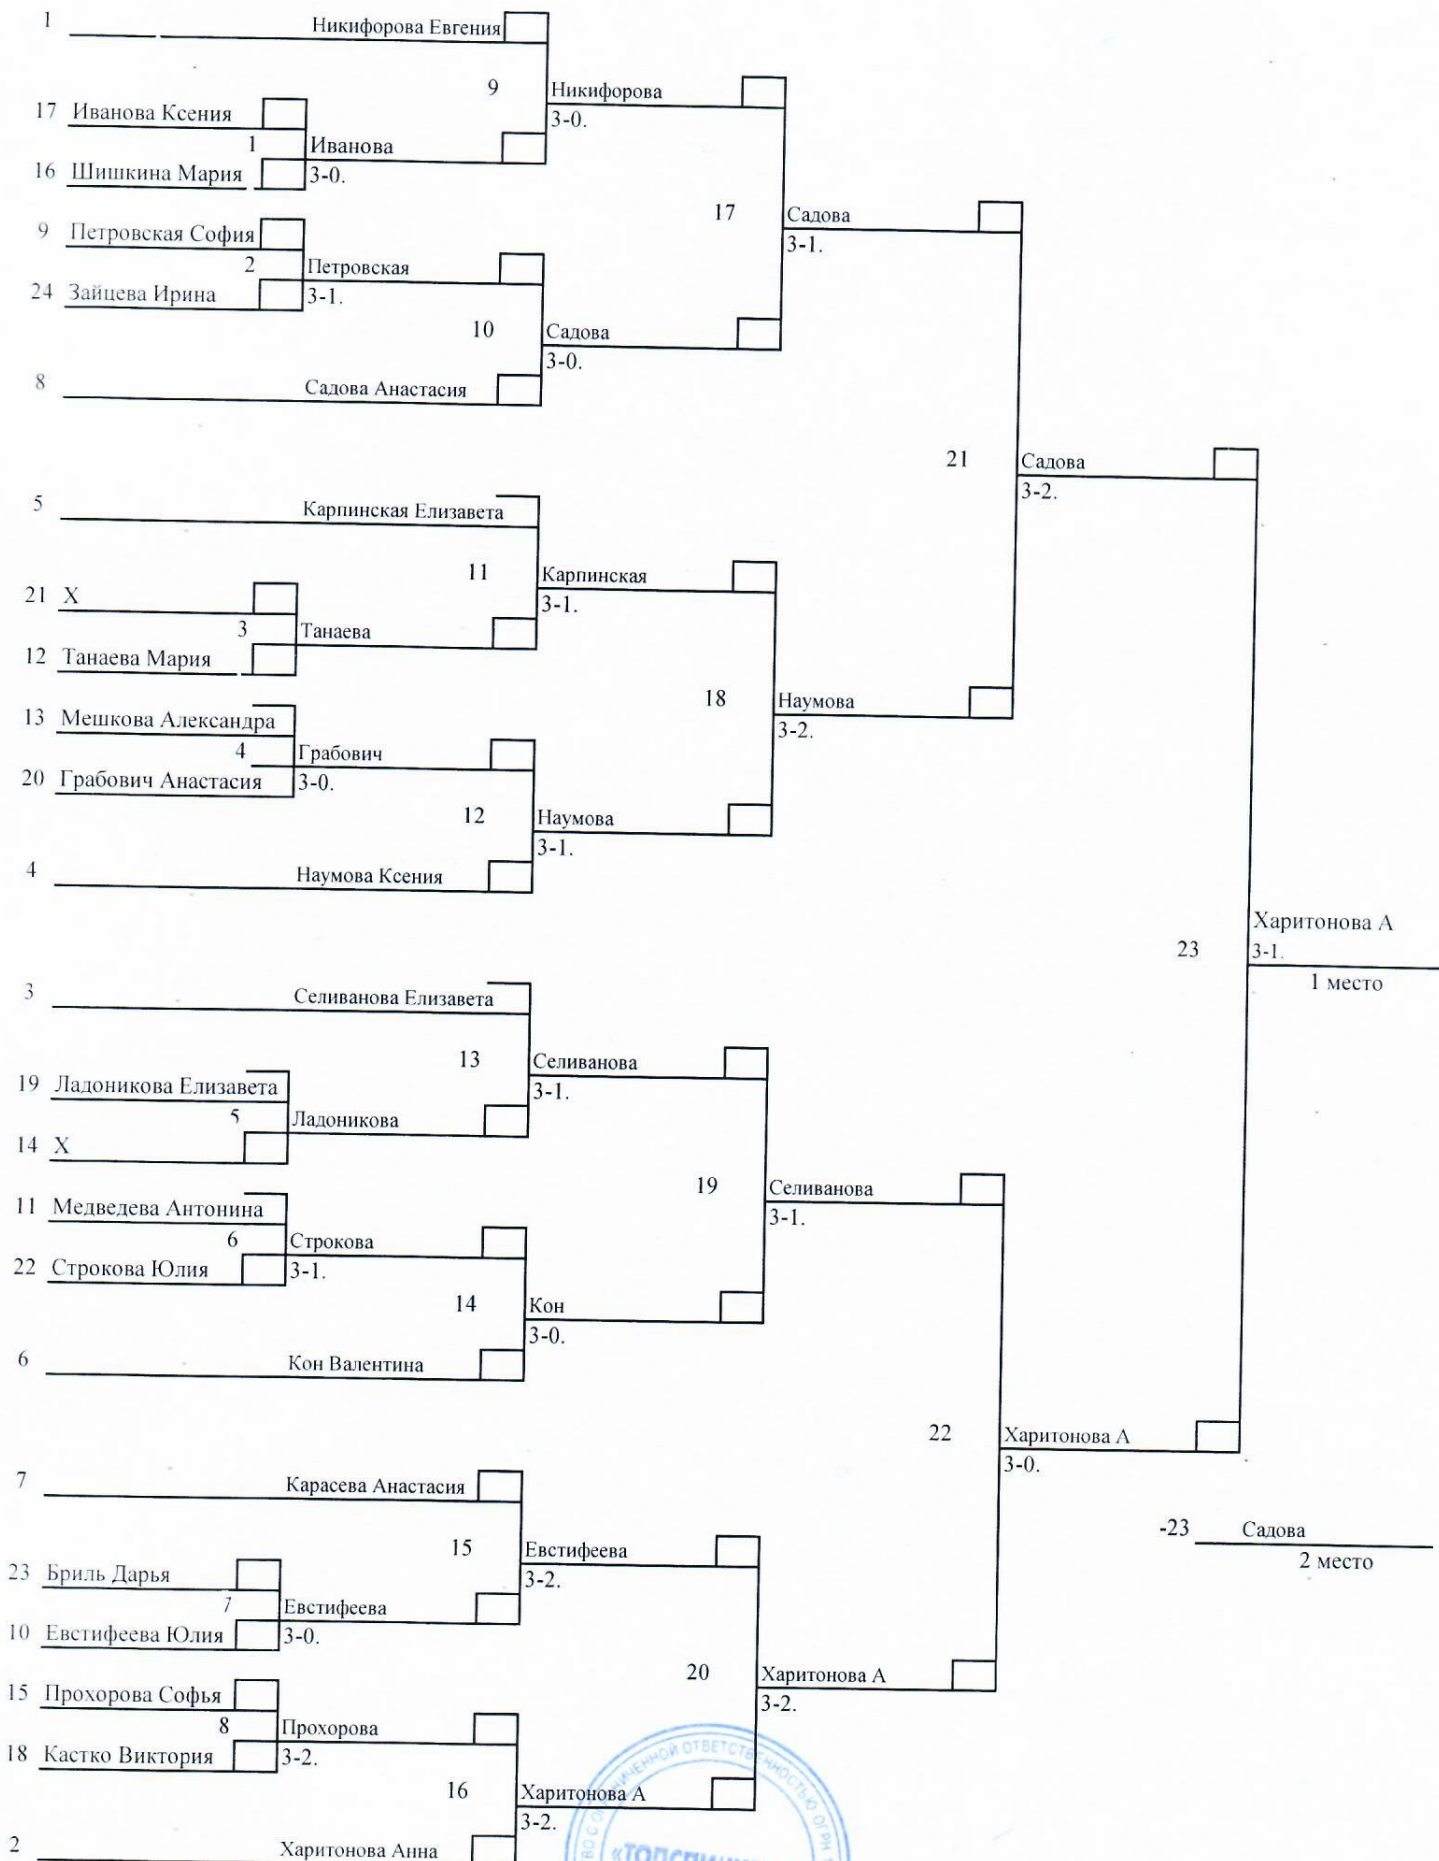 1 Никифорова Евгения
9 Никифорова
3-0.
17 Иванова Ксения
1 Иванова
16 Шишкина Мария 3-0.
17 Садова
3-1.
9 Петровская София
2 Петровская
24 Зайцева Ирина 3-1.
10 Садова
3-0.
8 Садова Анастасия
21 Садова
3-2.
5 Карпинская Елизавета
11 Карпинская
3-1.
21 X
3 Танаева
12 Танаева Мария
18 Наумова
3-2.
13 Мешкова Александра
4 Грабович
20 Грабович Анастасия 3-0.
12 Наумова
3-1.
4 Наумова Ксения
23 Харитонова А
3-1.
1 место
3 Селиванова Елизавета
13 Селиванова
3-1.
19 Ладоникова Елизавета
5 Ладоникова
14 X
19 Селиванова
3-1.
11 Медведева Антонина
6 Строкова
22 Строкова Юлия 3-1.
14 Кон
3-0.
6 Кон Валентина
22 Харитонова А
3-0.
7 Карасева Анастасия
-23 Садова
2 место
15 Евстифеева
3-2.
23 Бриль Дарья
7 Евстифеева
10 Евстифеева Юлия 3-0.
20 Харитонова А
3-2.
15 Прохорова Софья
8 Прохорова
18 Кастко Виктория 3-2.
16 Харитонова А
3-2.
2 Харитонова Анна
ОГРАНИЧЕННОЙ ОТВЕТСТВЕННОСТ�ью ОГРН